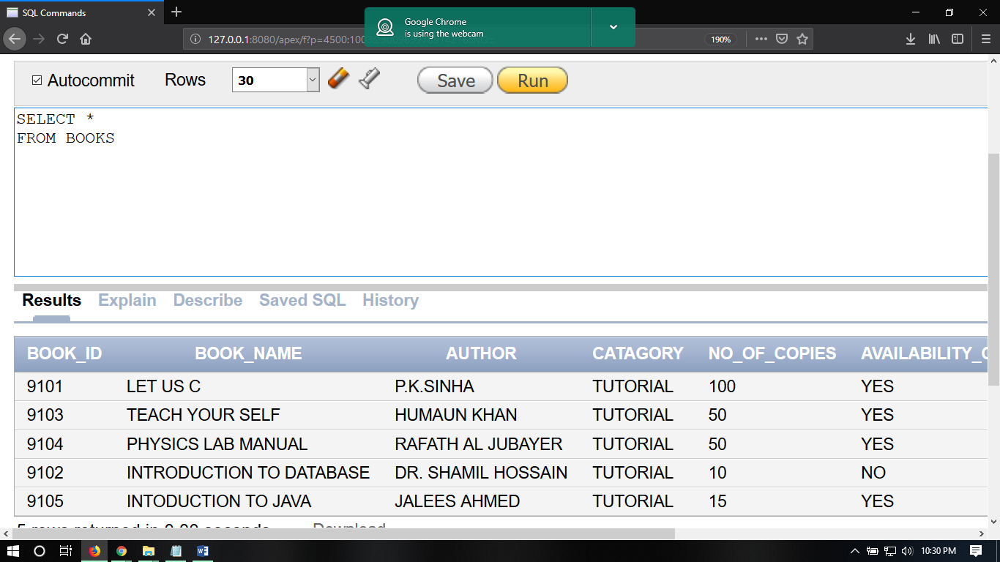 SQL Commands
Google Chrome
is using the webcam
127.0.0.1:8080/apex/f?p=4500:100
190%
Autocommit Rows 30 Save Run
SELECT *
FROM BOOKS
Results Explain Describe Saved SQL History
BOOK_ID BOOK_NAME AUTHOR CATAGORY NO_OF_COPIES AVAILABILITY_
9101 LET US C P.K.SINHA TUTORIAL 100 YES
9103 TEACH YOUR SELF HUMAUN KHAN TUTORIAL 50 YES
9104 PHYSICS LAB MANUAL RAFATH AL JUBAYER TUTORIAL 50 YES
9102 INTRODUCTION TO DATABASE DR. SHAMIL HOSSAIN TUTORIAL 10 NO
9105 INTODUCTION TO JAVA JALEES AHMED TUTORIAL 15 YES
5 rows returned in 0.00 seconds Download
10:30 PM